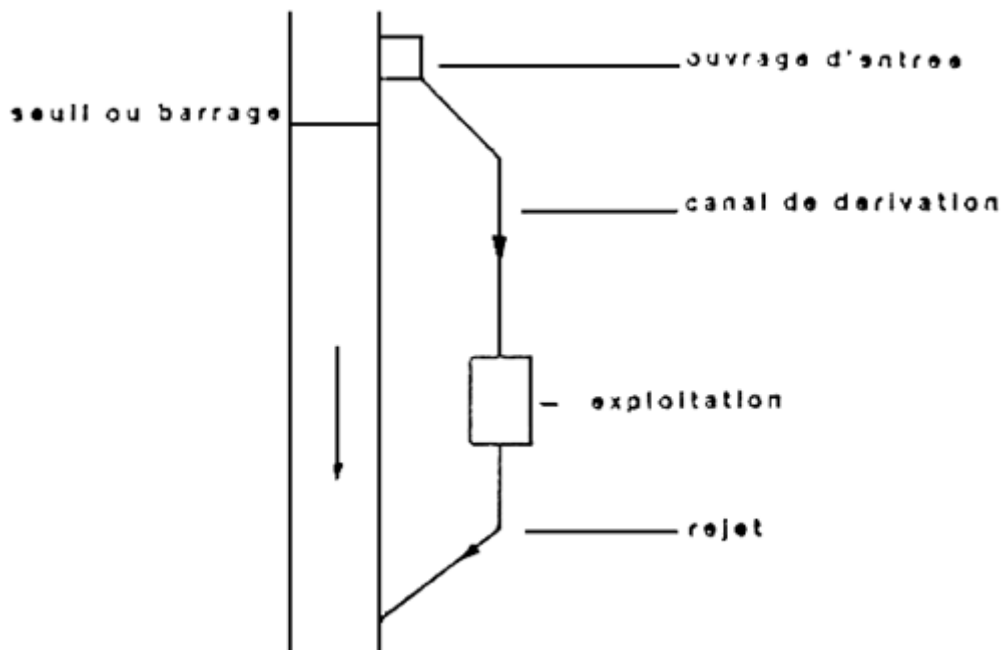 ouvrage d'entree
seuil ou barrage
canal de derivation
exploitation
rejet